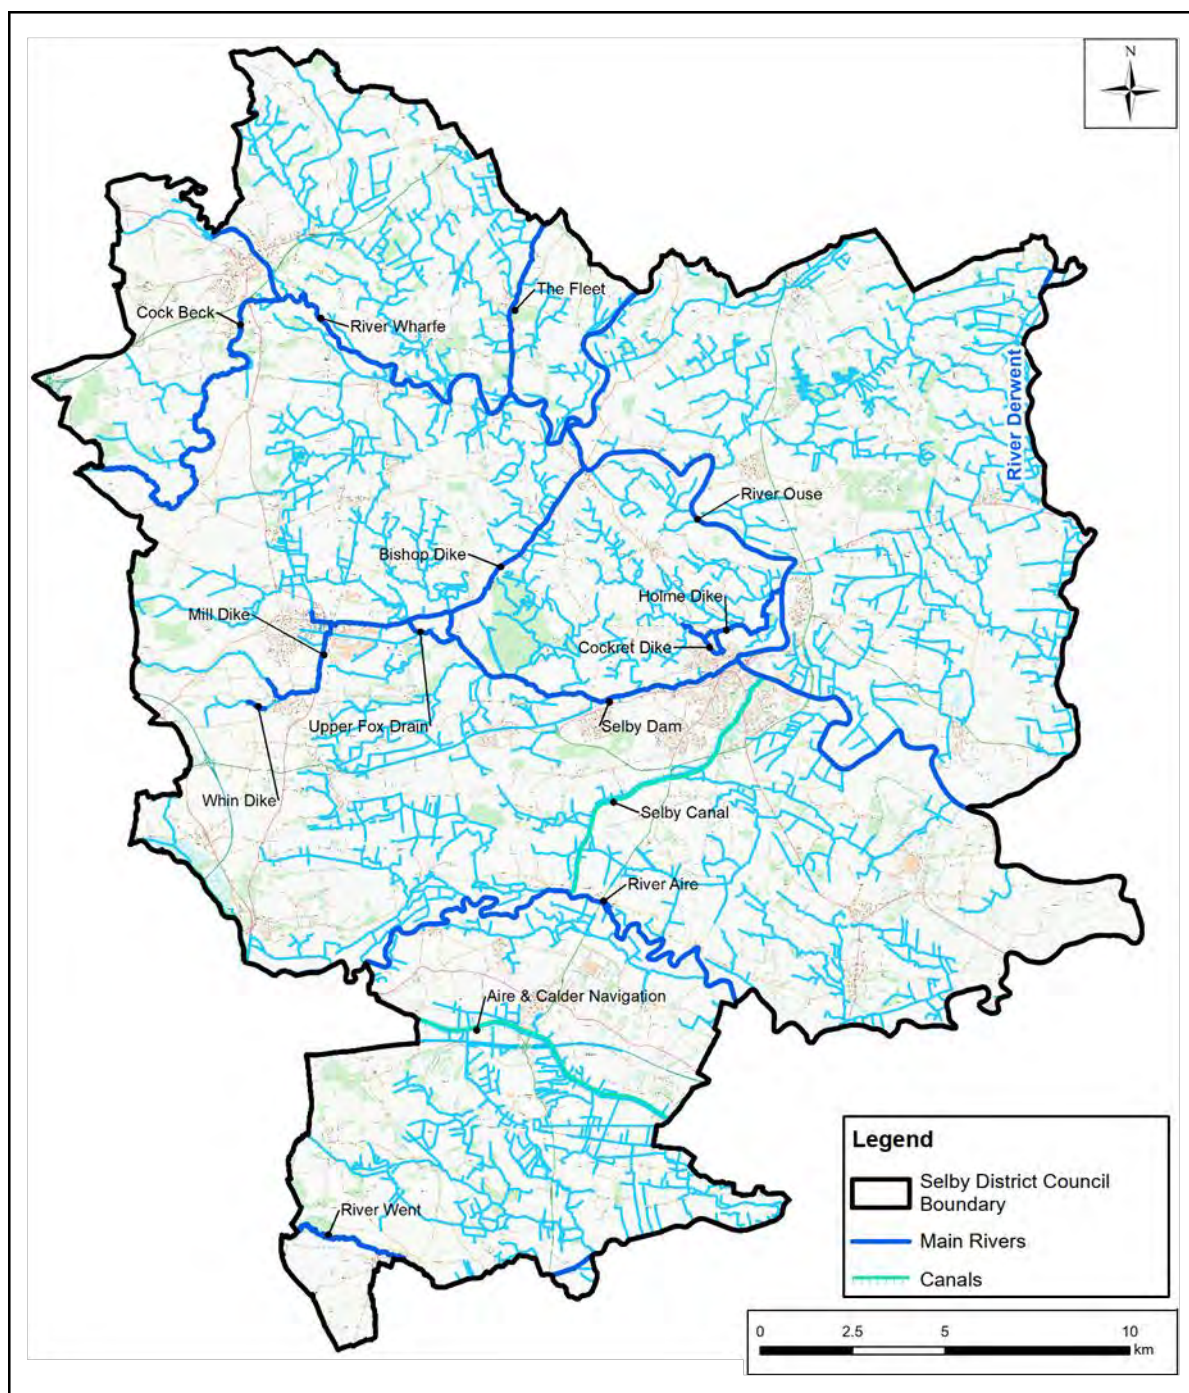 N
The Fleet
Cock Beck
River Wharfe
River Derwent
River Ouse
Bishop Dike
Holme Dike
Mill Dike
Cockret Dike
Upper Fox Drain
Selby Dam
Whin Dike
Selby Canal
River Aire
Aire & Calder Navigation
River Went
Legend
Selby District Council
Boundary
Main Rivers
Canals
0 2.5 5 10
km